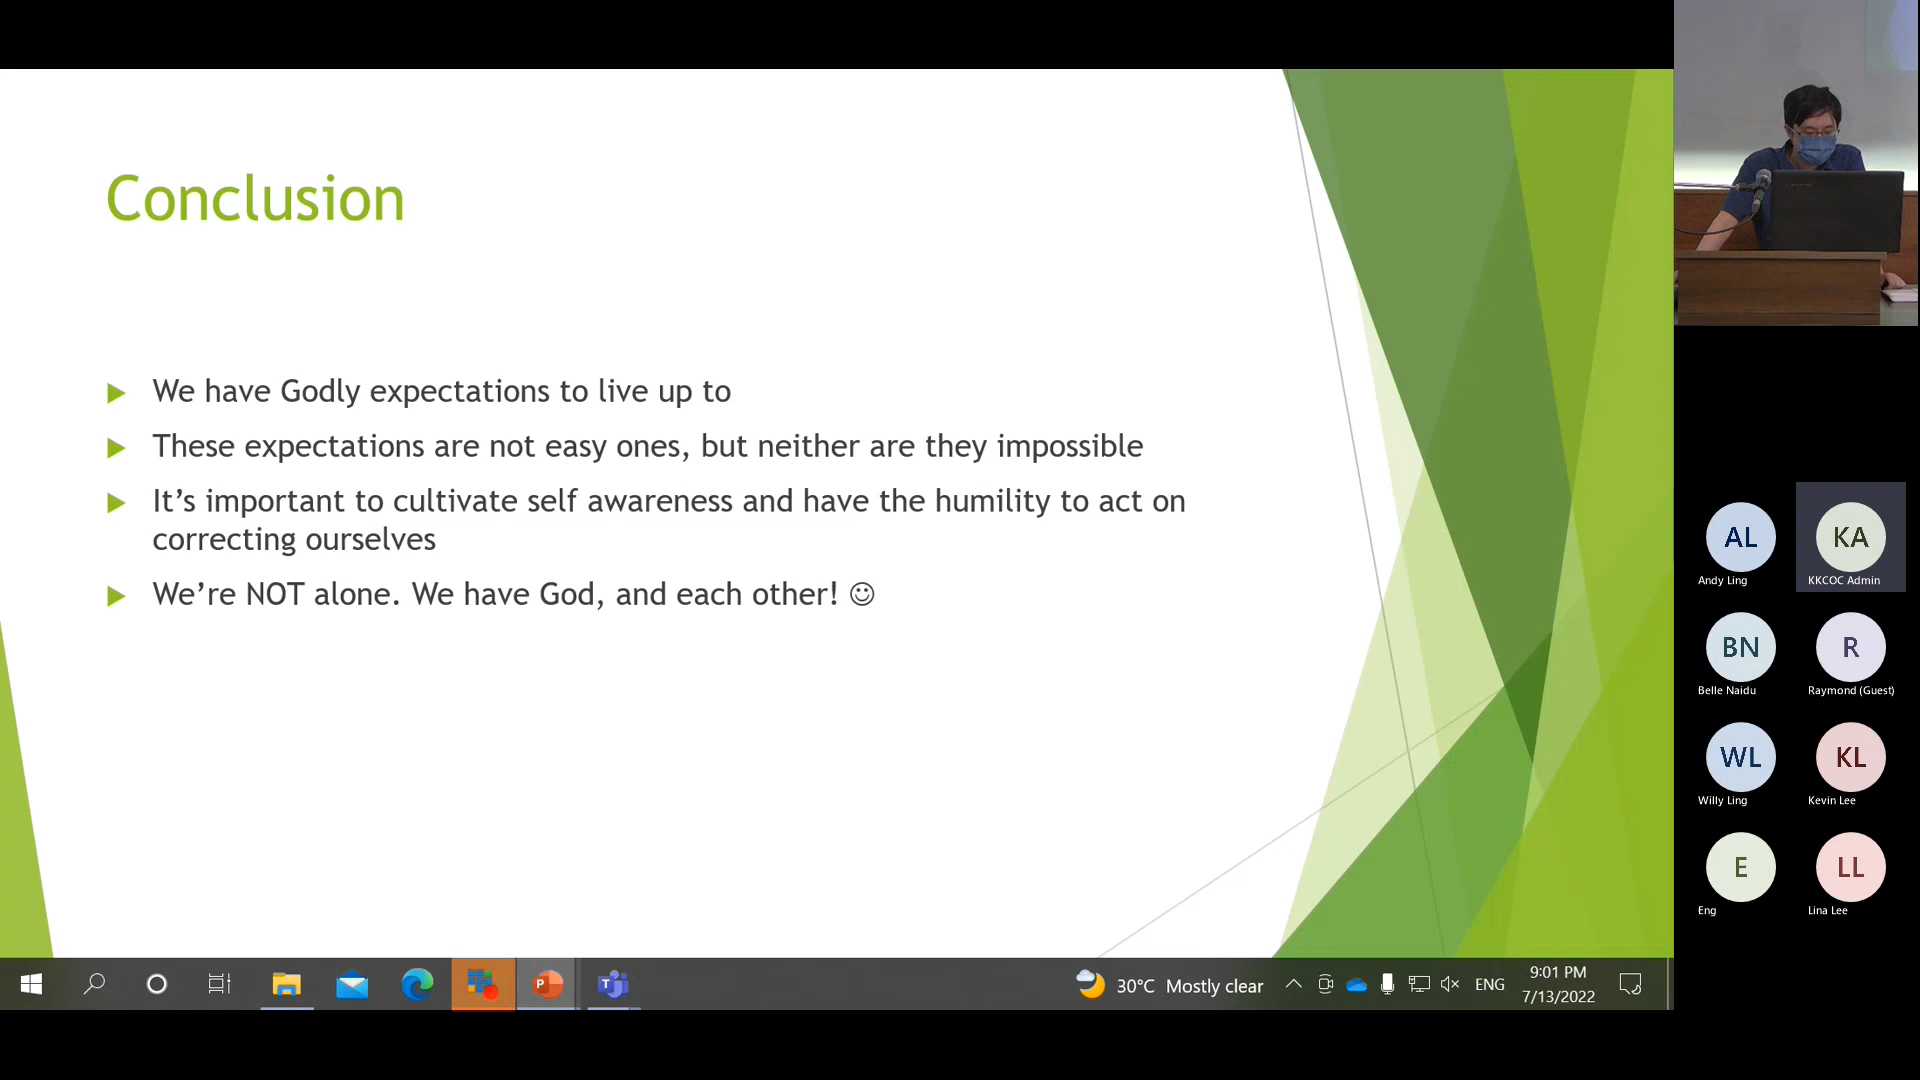 Conclusion
We have Godly expectations to live up to
These expectations are not easy ones, but neither are they impossible
It's important to cultivate self awareness and have the humility to act on
correcting ourselves
We're NOT alone. We have God, and each other! ☺
AL
Andy Ling
KA
KKCOC Admin
BN
Belle Naidu
R
Raymond (Guest)
WL
Willy Ling
KL
Kevin Lee
E
Eng
LL
Lina Lee
30°C Mostly clear
ENG
9:01 PM
7/13/2022